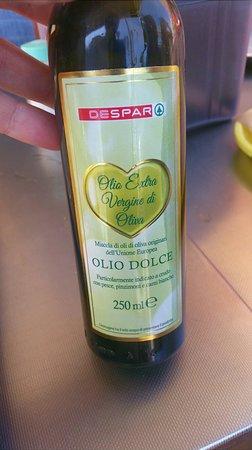 DESPAR
Olio Extra
Vergine di
Oliva
Miscela di oli di oliva originari
dell'Unione Europea
OLIO DOLCE
Particolarmente indicato a crudo
con pesce, pinzimoni e carni bianche
250 ml e